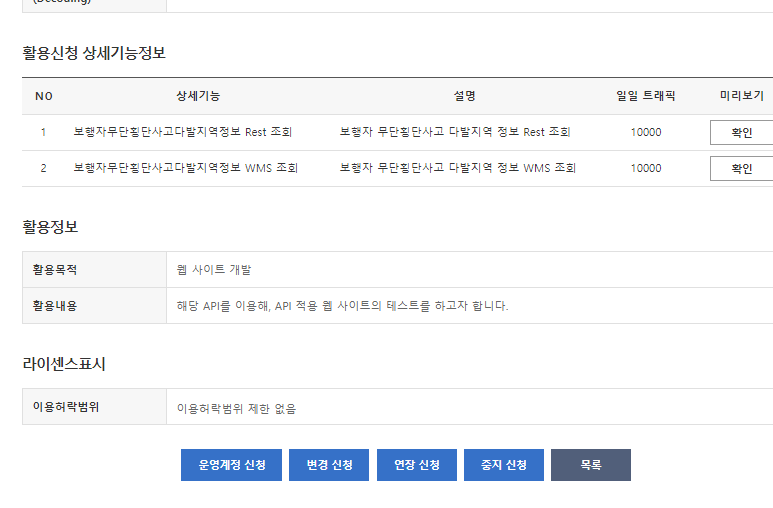 (Decoding)
활용신청 상세기능정보
NO 상세기능 설명 일일 트래픽 미리보기
1 보행자무단횡단사고다발지역정보 Rest 조회 보행자 무단횡단사고 다발지역 정보 Rest 조회 10000 확인
2 보행자무단횡단사고다발지역정보 WMS 조회 보행자 무단횡단사고 다발지역 정보 WMS 조회 10000 확인
활용정보
활용목적 웹 사이트 개발
활용내용 해당 API를 이용해, API 적용 웹 사이트의 테스트를 하고자 합니다.
라이센스표시
이용허락범위 이용허락범위 제한 없음
운영계정 신청 변경 신청 연장 신청 중지 신청 목록